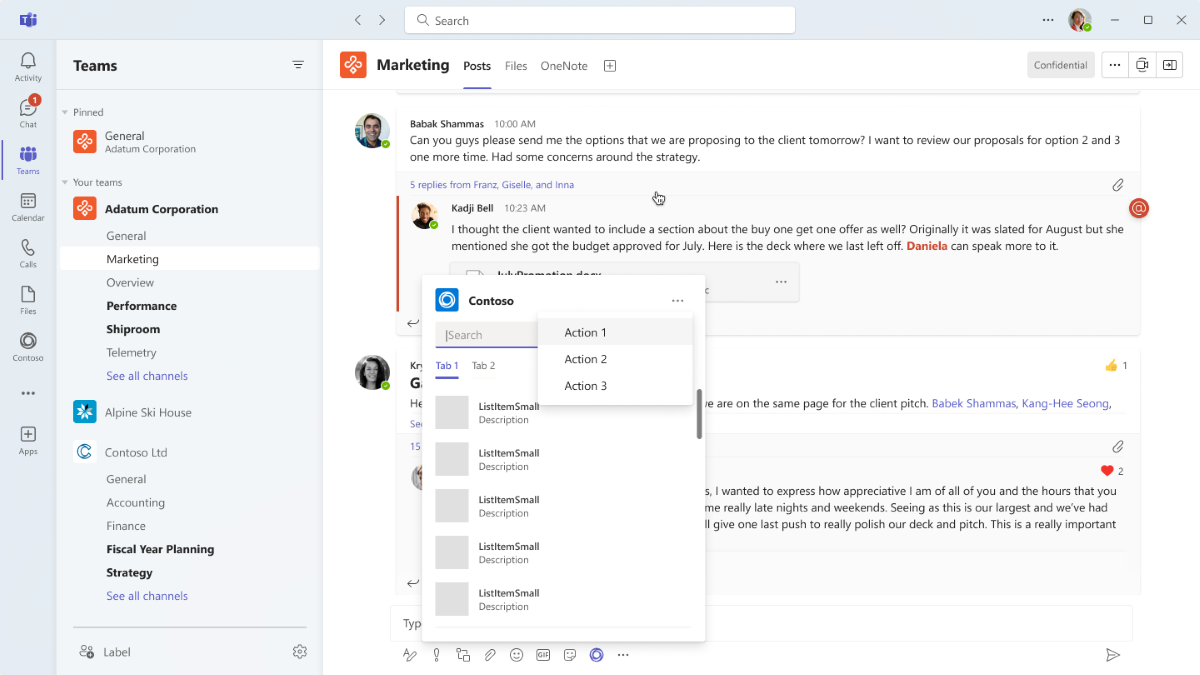 Search
Activity
Chat
1
Teams
Calendar
Calls
Files
Contoso
Apps
Teams
Pinned
General
Adatum Corporation
Your teams
Adatum Corporation
General
Marketing
Overview
Performance
Shiproom
Telemetry
See all channels
Alpine Ski House
Contoso Ltd
General
Accounting
Finance
Fiscal Year Planning
Strategy
See all channels
Label
Marketing Posts Files OneNote
Confidential
Babak Shammas 10:00 AM
Can you guys please send me the options that we are proposing to the client tomorrow? I want to review our proposals for option 2 and 3
one more time. Had some concerns around the strategy.
5 replies from Franz, Giselle, and Inna
Kadji Bell 10:23 AM
@
I thought the client wanted to include a section about the buy one get one offer as well? Originally it was slated for August but she
mentioned she got the budget approved for July. Here is the deck where we last left off. Daniela can speak more to it.
JulyPromotion.docx
Contoso
Search
Action 1
Action 2
Action 3
Tab 1 Tab 2
ListItemSmall
Description
ListItemSmall
Description
ListItemSmall
Description
ListItemSmall
Description
ListItemSmall
Description
1
He
we are on the same page for the client pitch. Babek Shammas, Kang-Hee Seong,
15
2
s, I wanted to express how appreciative I am of all of you and the hours that you
me really late nights and weekends. Seeing as this is our largest and we've had
ll give one last push to really polish our deck and pitch. This is a really important
Typ
GIF